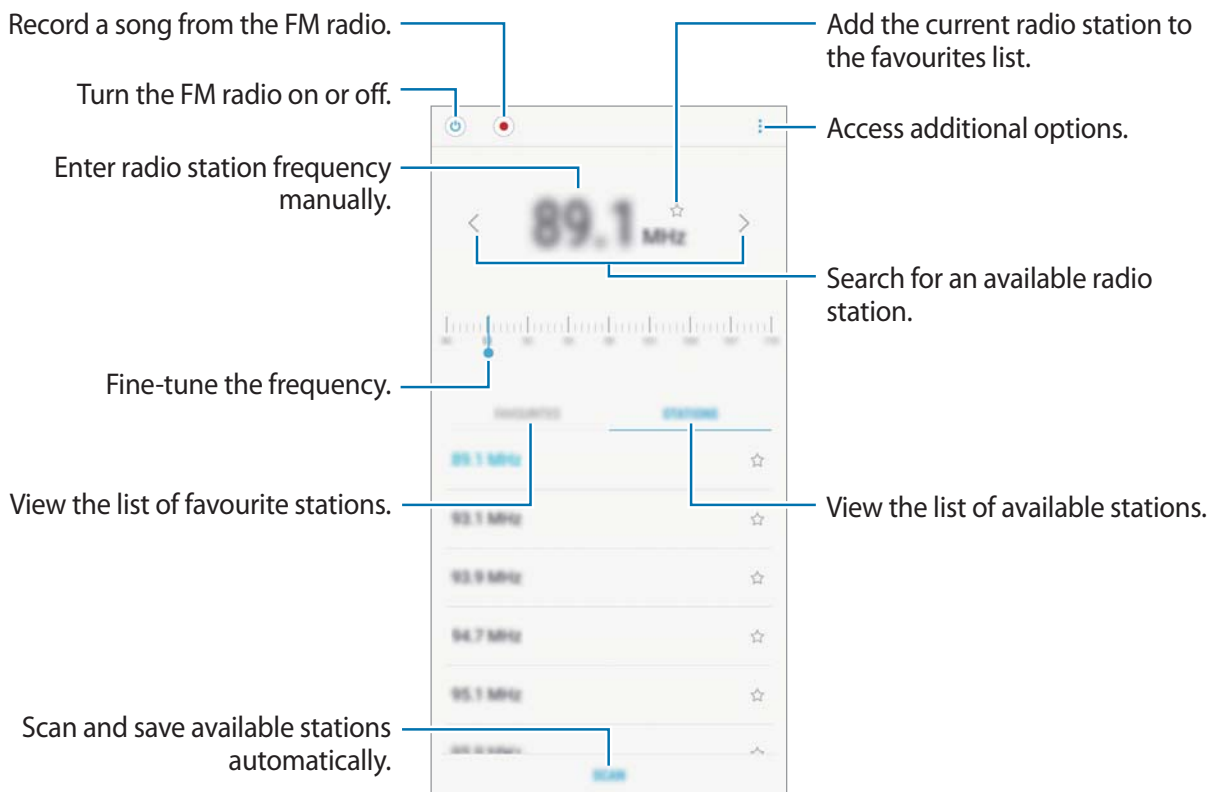 Record a song from the FM radio.
Add the current radio station to
the favourites list.
Turn the FM radio on or off.
Access additional options.
Enter radio station frequency
manually.
89.1 MHz
Search for an available radio
station.
Fine-tune the frequency.
FAVOURITES
STATIONS
89.1 MHz
View the list of favourite stations.
View the list of available stations.
93.1 MHz
93.9 MHz
94.7 MHz
95.1 MHz
Scan and save available stations
automatically.
SCAN